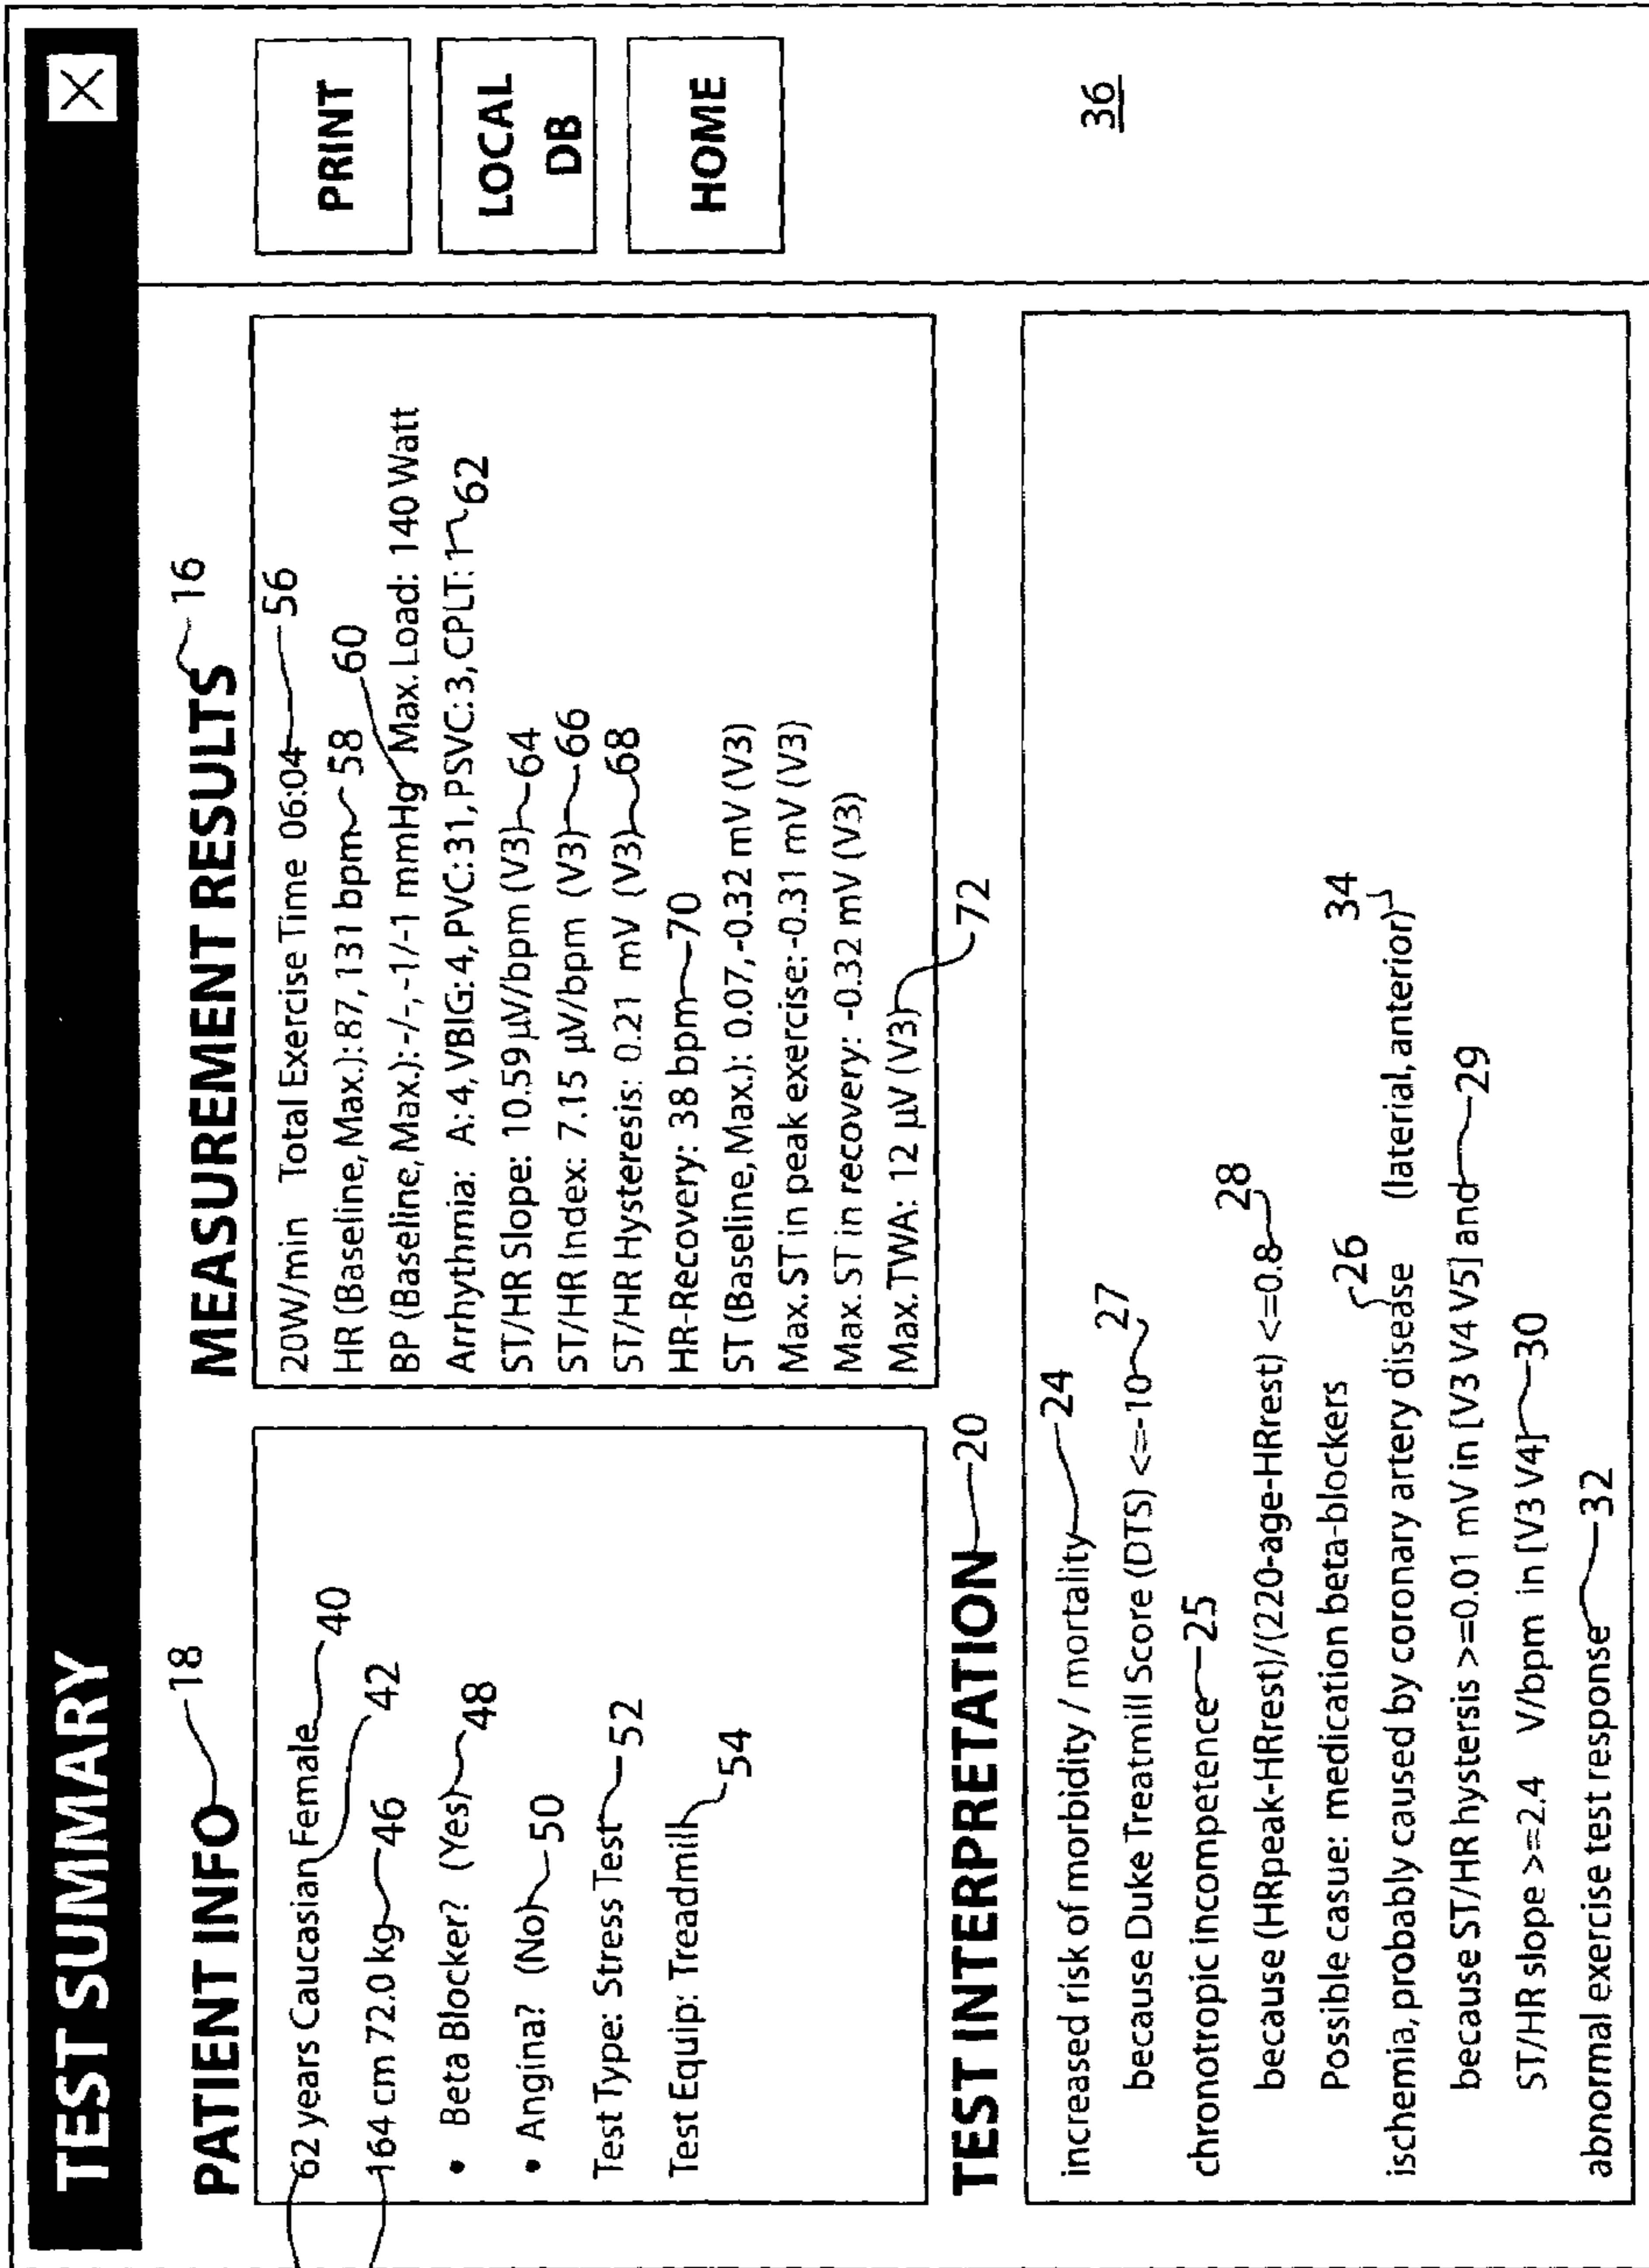 TEST SUMMARY
X
PATIENT INFO 18
62 years Caucasian Female 40
42
164 cm 72.0 kg 46
• Beta Blocker? (Yes) 48
• Angina? (No) 50
Test Type: Stress Test 52
Test Equip: Treadmill 54
MEASUREMENT RESULTS 16
20W/min Total Exercise Time 06:04 56
HR (Baseline, Max.): 87, 131 bpm 58
60
BP (Baseline, Max.): -/-, -1/-1 mmHg Max. Load: 140 Watt
Arrhythmia: A: 4, VBIG: 4, PVC: 31, PSVC: 3, CPLT: 1 62
ST/HR Slope: 10.59 µV/bpm (V3) 64
ST/HR Index: 7.15 µV/bpm (V3) 66
ST/HR Hysteresis: 0.21 mV (V3) 68
HR-Recovery: 38 bpm 70
ST (Baseline, Max.): 0.07, -0.32 mV (V3)
Max. ST in peak exercise: -0.31 mV (V3)
Max. ST in recovery: -0.32 mV (V3)
Max. TWA: 12 µV (V3)
72
PRINT
LOCAL
DB
HOME
36
TEST INTERPRETATION 20
increased risk of morbidity / mortality 24
because Duke Treatmill Score (DTS) <=-10 27
chronotropic incompetence 25
because (HRpeak-HRrest)/(220-age-HRrest) <=0.8 28
Possible casue: medication beta-blockers
26
34
ischemia, probably caused by coronary artery disease (laterial, anterior)
because ST/HR hystersis >=0.01 mV in [V3 V4 V5] and 29
ST/HR slope >=2.4 V/bpm in [V3 V4] 30
abnormal exercise test response 32